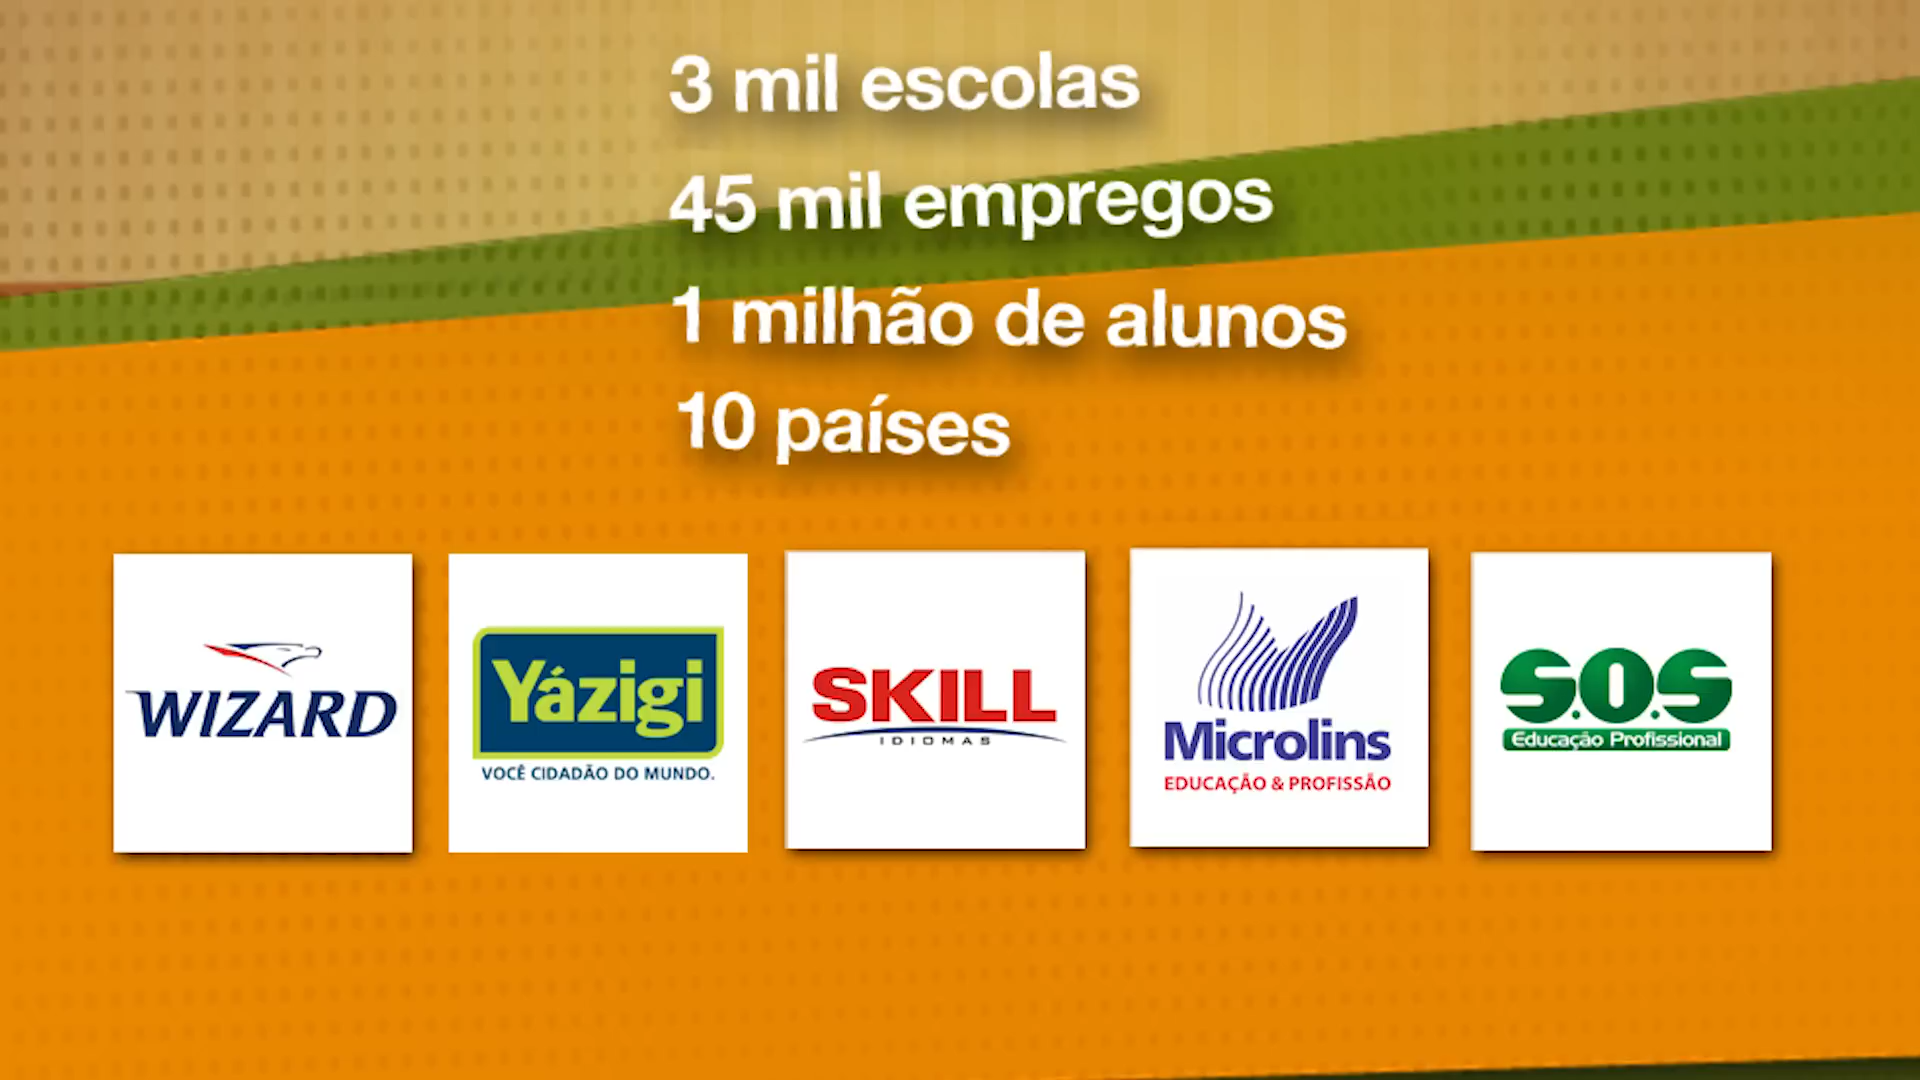 3 mil escolas
45 mil empregos
1 milhão de alunos
10 países
WIZARD
Yázigi
VOCÊ CIDADÃO DO MUNDO.
SKILL
IDIOMAS
Microlins
EDUCAÇÃO & PROFISSÃO
S.O.S
Educação Profissional